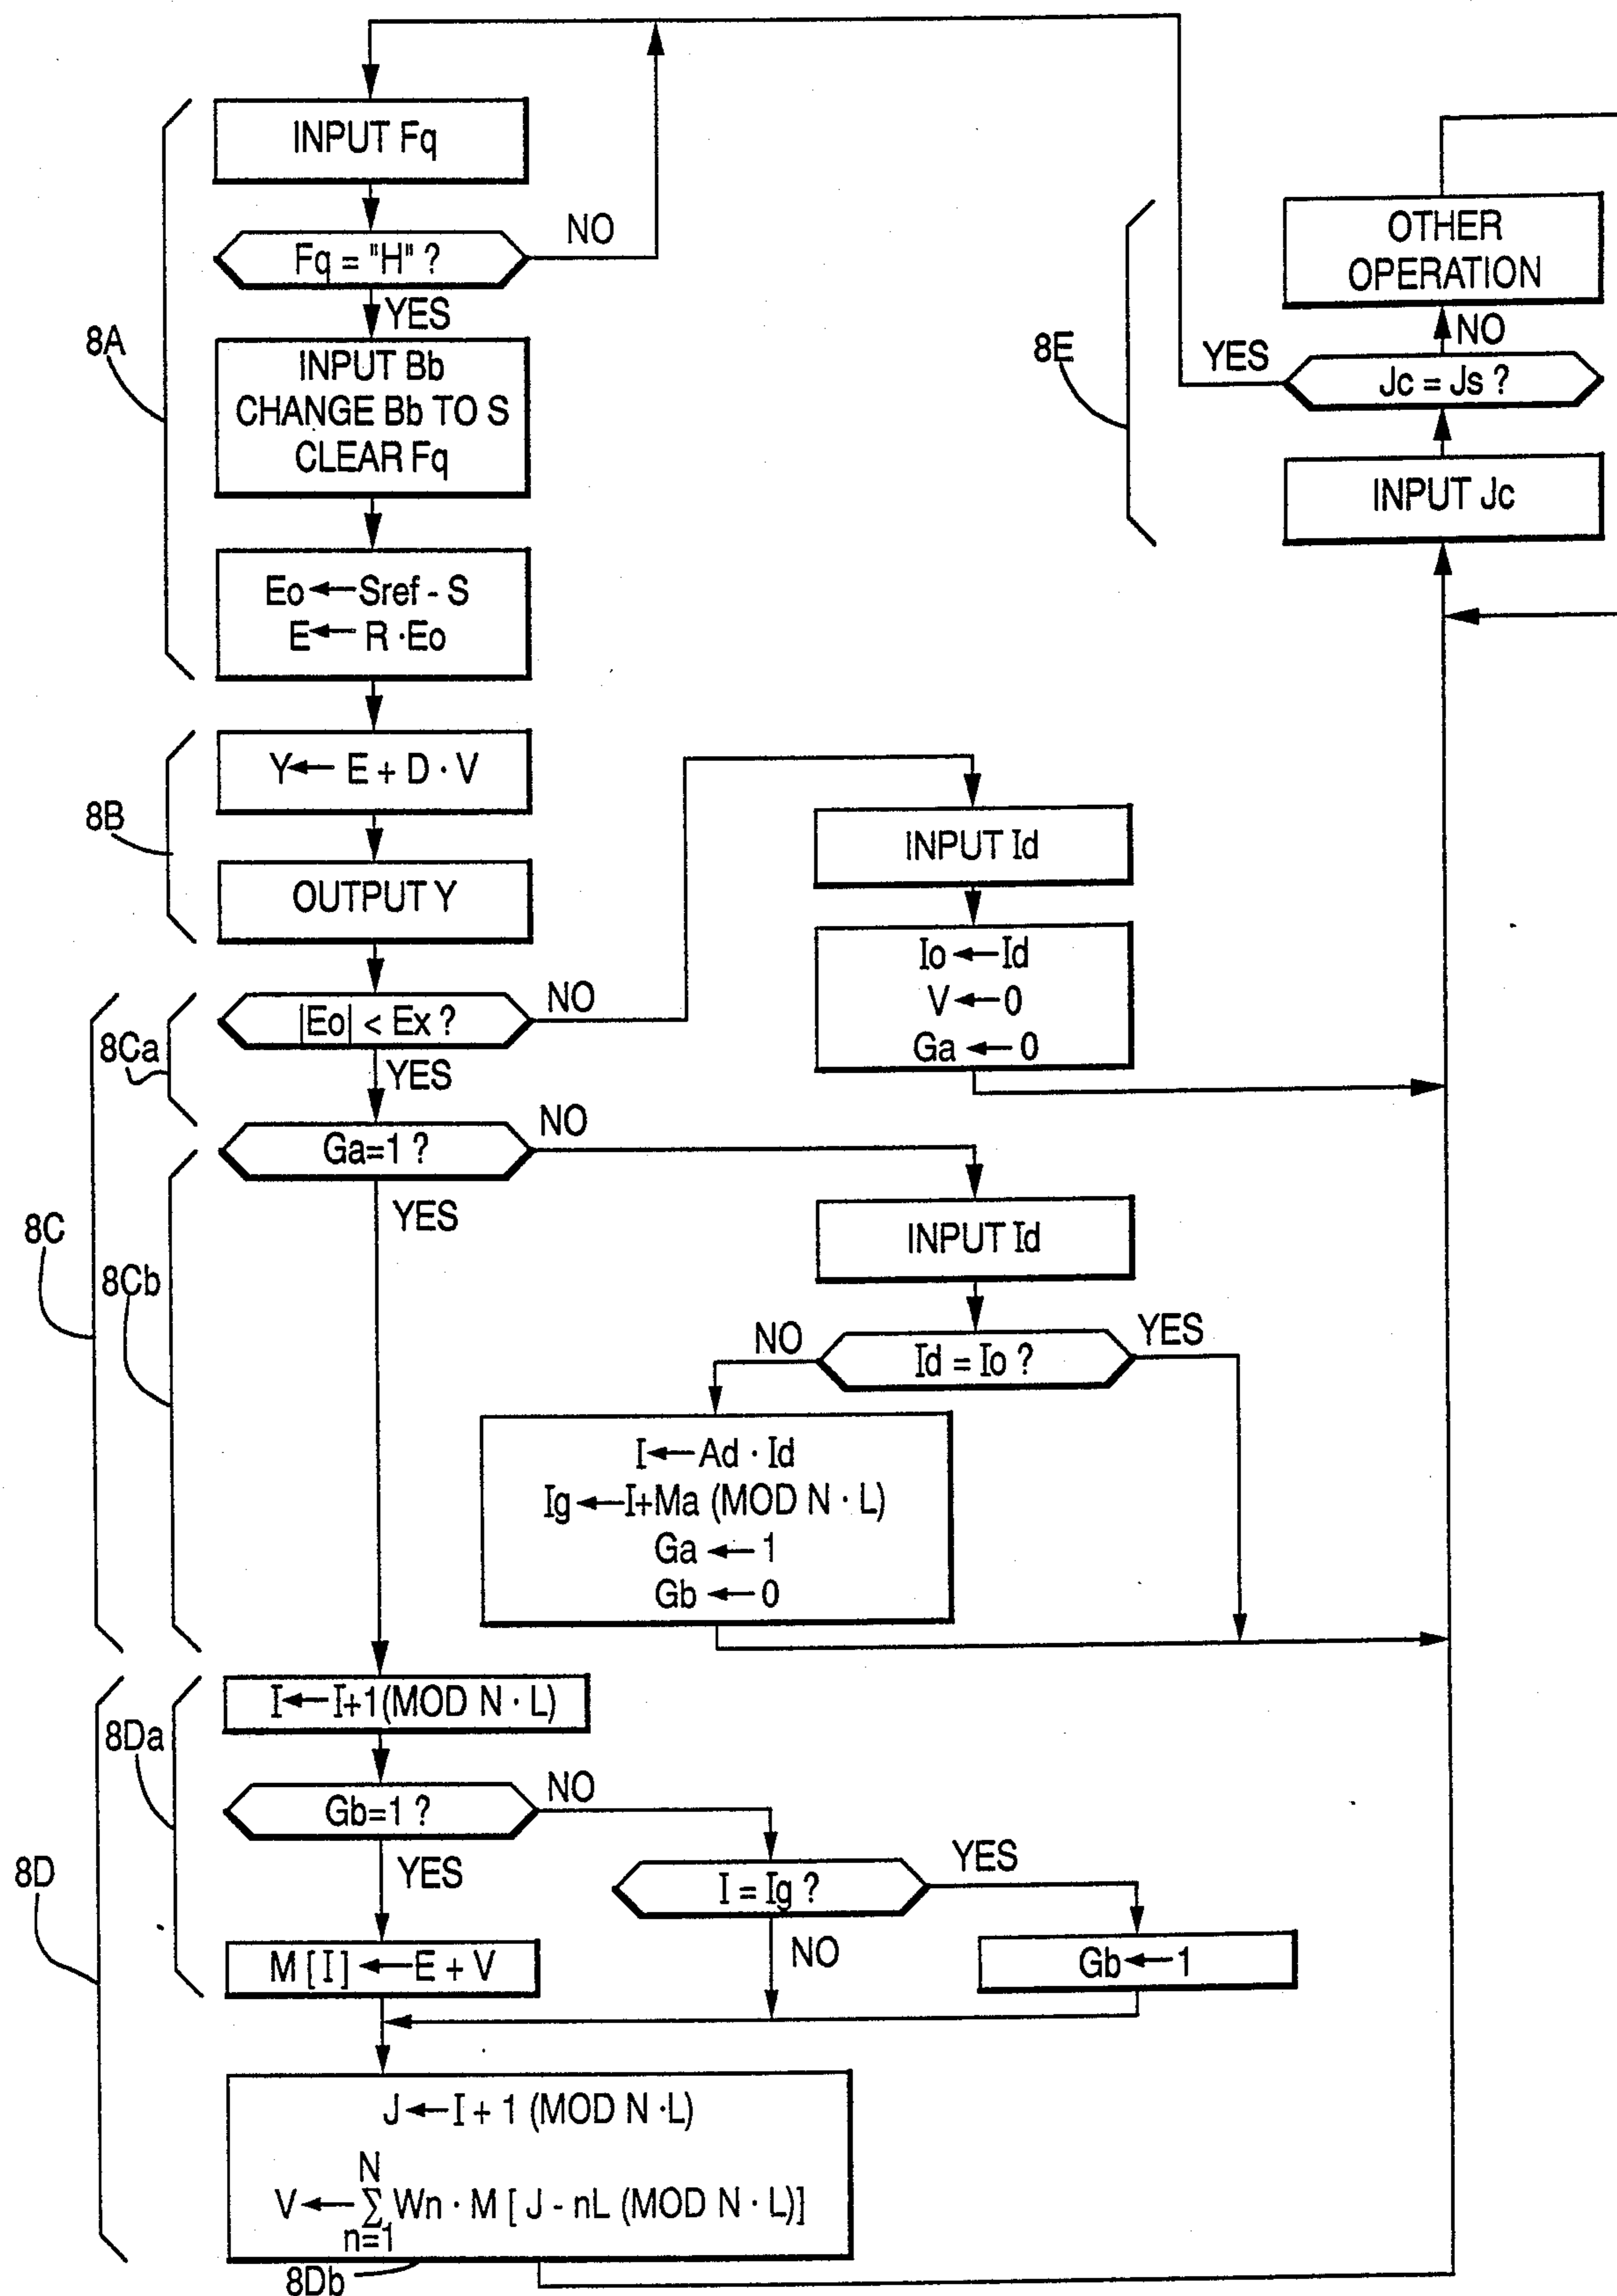 INPUT Fq
Fq = "H" ?
NO
YES
INPUT Bb
CHANGE Bb TO S
CLEAR Fq
Eo←Sref - S
E← R ·Eo
8A
Y← E + D · V
OUTPUT Y
8B
|Eo| < Ex ?
NO
YES
8Ca
INPUT Id
Io←Id
V←0
Ga←0
Ga=1 ?
NO
YES
8C
8Cb
INPUT Id
Id = Io ?
NO
YES
I←Ad · Id
Ig←I+Ma (MOD N · L)
Ga←1
Gb←0
I←I+1(MOD N · L)
8Da
Gb=1 ?
NO
YES
I = Ig ?
YES
NO
Gb←1
8D
M [ I ] ←E + V
J←I + 1 (MOD N ·L)
N
V←∑ Wn · M [ J - nL (MOD N · L)]
n=1
8Db
OTHER
OPERATION
NO
YES
Jc = Js ?
INPUT Jc
8E